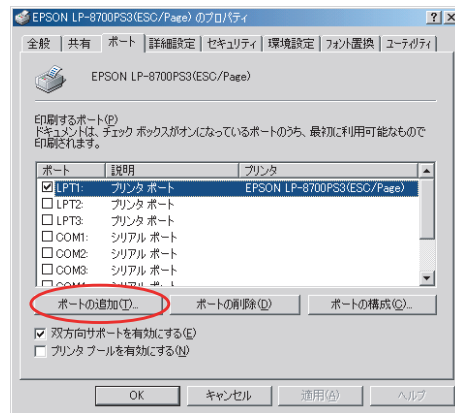 EPSON LP-8700PS3(ESC/Page) のプロパティ
全般 共有 ポート 詳細設定 セキュリティ 環境設定 フォント置換 ユーティリティ
EPSON LP-8700PS3(ESC/Page)
印刷するポート(P)
ドキュメントは、チェック ボックスがオンになっているポートのうち、最初に利用可能なもので
印刷されます。
ポート 説明 プリンタ
LPT1: プリンタ ポート EPSON LP-8700PS3(ESC/Page)
LPT2: プリンタ ポート
LPT3: プリンタ ポート
COM1: シリアル ポート
COM2: シリアル ポート
COM3: シリアル ポート
シリアル ポート
ポートの追加(T)... ポートの削除(D) ポートの構成(C)...
双方向サポートを有効にする(E)
プリンタ プールを有効にする(N)
OK キャンセル 適用(A) ヘルプ